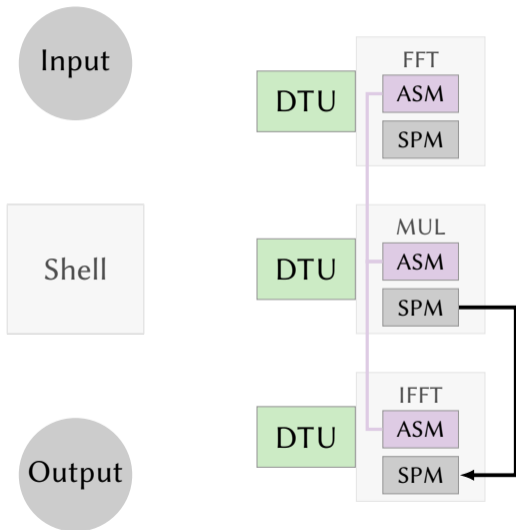 Input
FFT
DTU
ASM
SPM
Shell
MUL
DTU
ASM
SPM
IFFT
DTU
ASM
SPM
Output